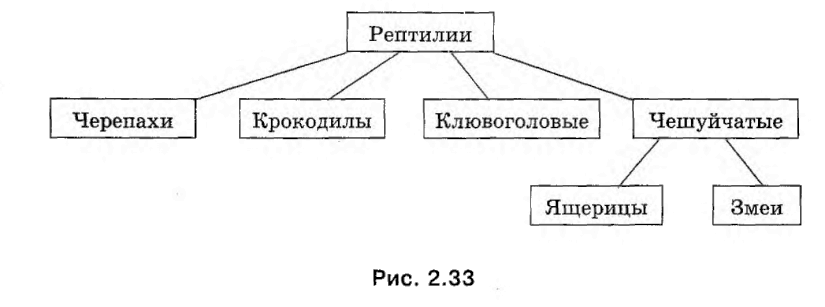 Рептилии
Черепахи Крокодилы Клювоголовые Чешуйчатые
Ящерицы Змеи
Рис. 2.33